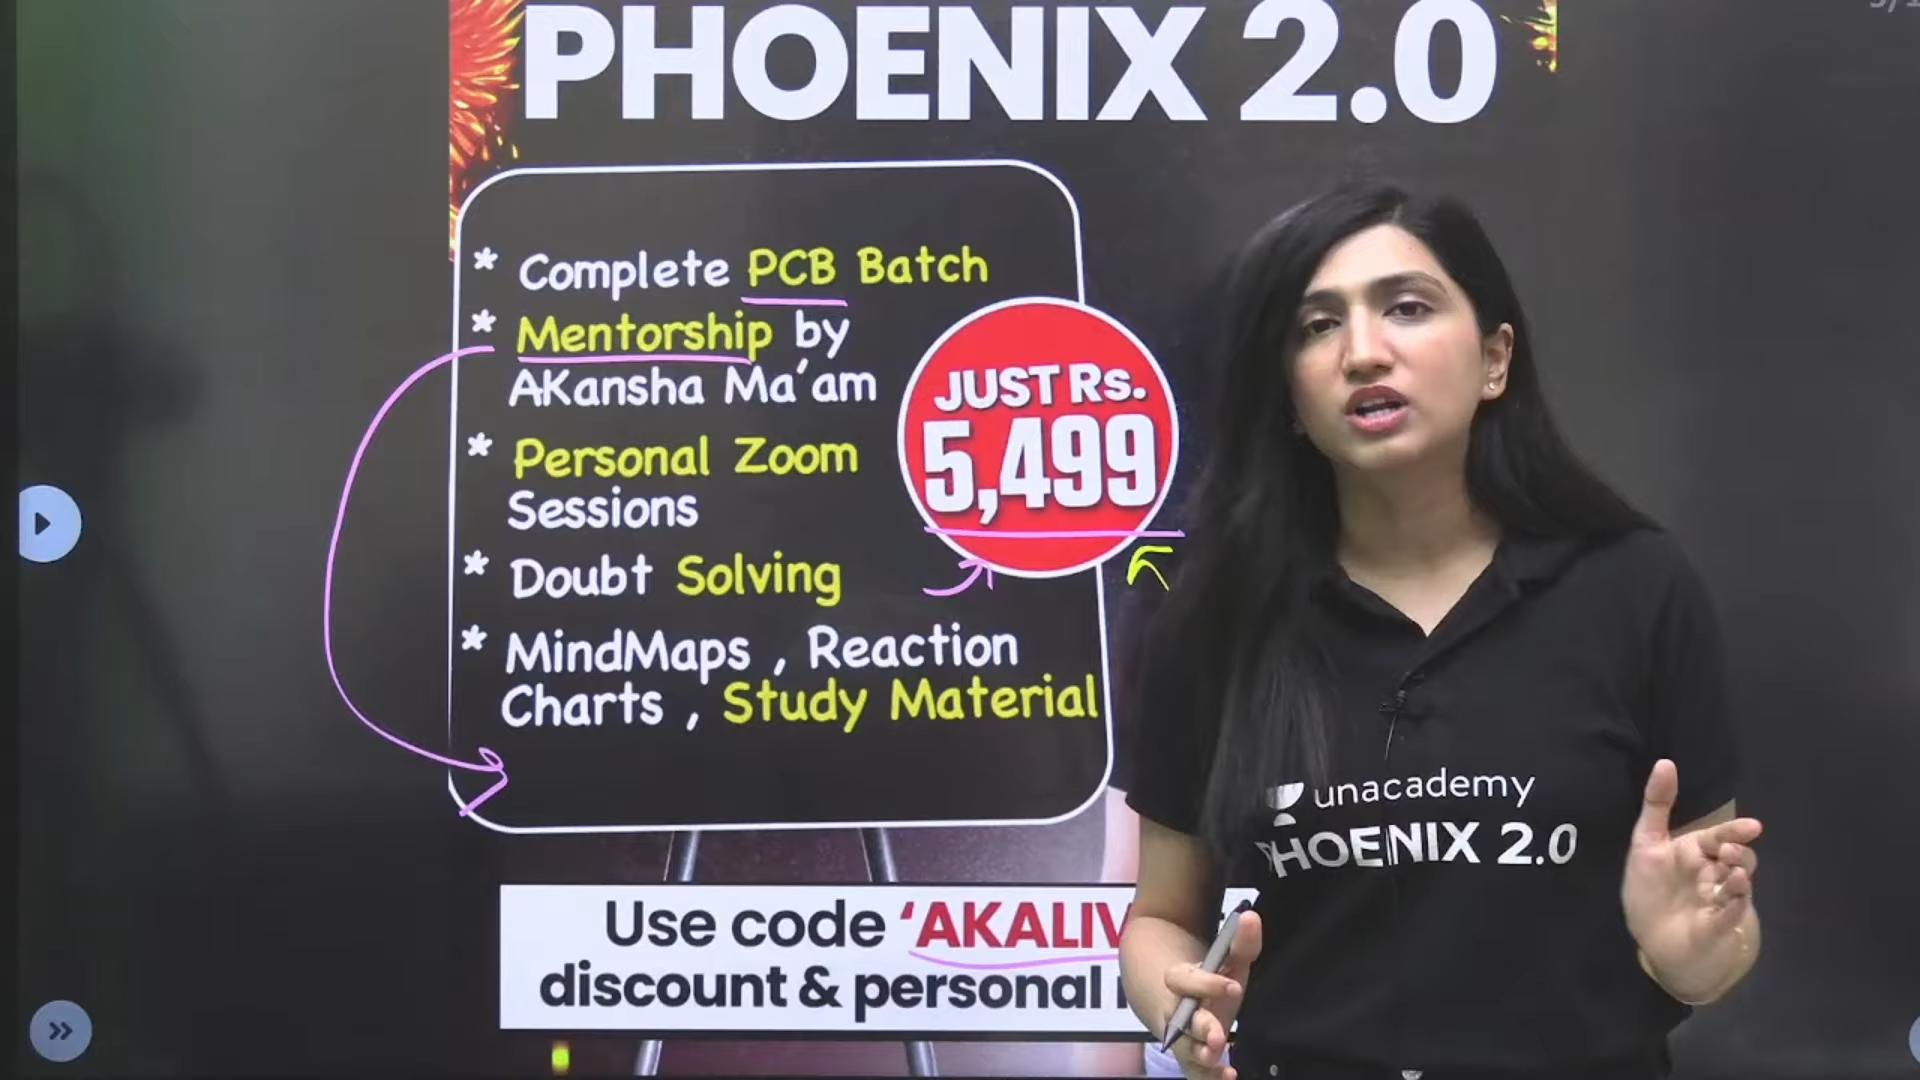 PHOENIX 2.0
* Complete PCB Batch
* Mentorship by
AKansha Ma'am
* Personal Zoom
Sessions
* Doubt Solving
* MindMaps , Reaction
Charts , Study Material
JUST Rs.
5,499
Use code 'AKALIV
discount & personal
unacademy
PHOENIX 2.0